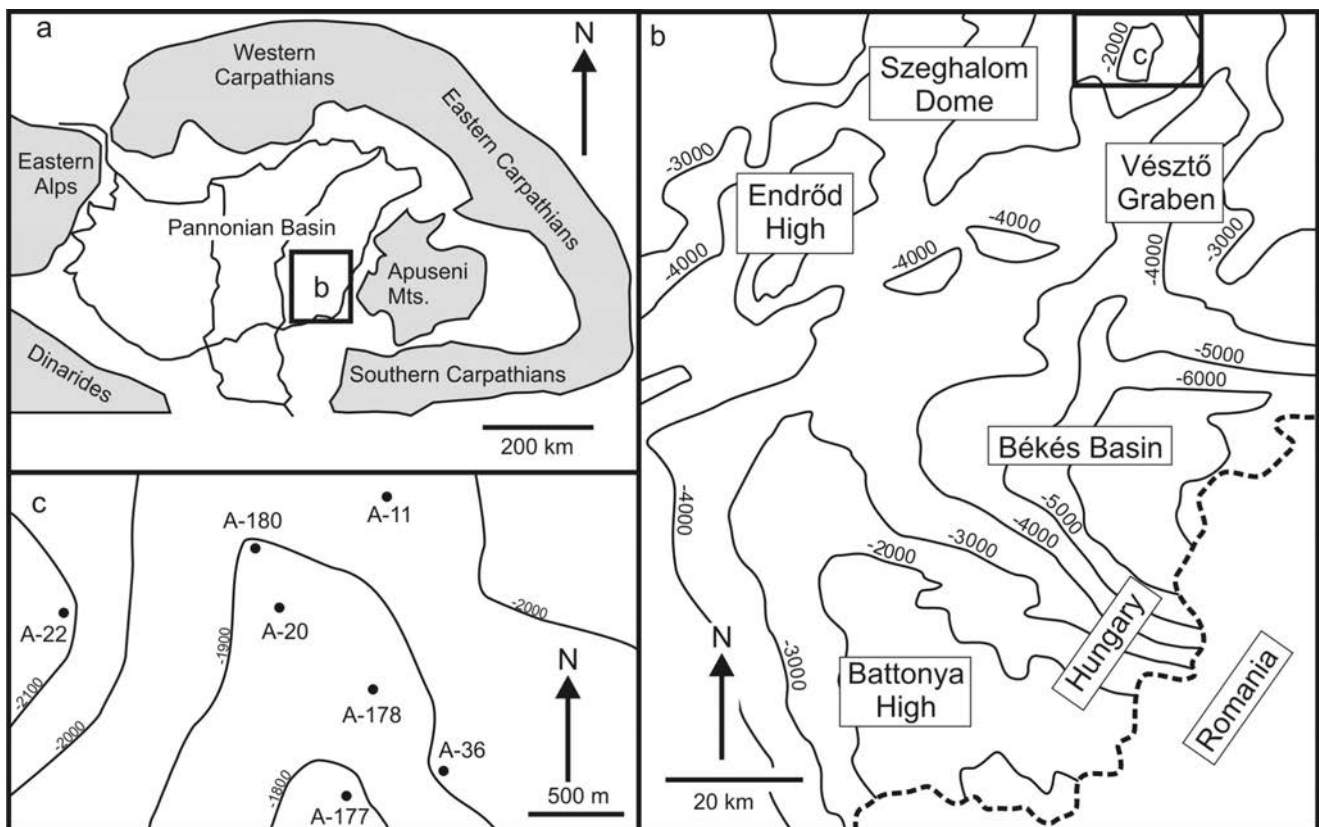 a
Western
Carpathians
N
Eastern
Alps
Eastern Carpathians
Pannonian Basin
b
Apuseni
Mts.
Dinarides
Southern Carpathians
200 km
b
-2000
c
Szeghalom
Dome
-3000
Endrőd
High
Vésztő
Graben
-4000
-4000
-4000
-4000
-3000
-5000
-6000
Békés Basin
-4000
-5000
-4000
-3000
-2000
N
-3000
Battonya
High
Hungary
Romania
20 km
c
A-11
A-180
A-22
A-20
-2000
-1900
N
-2100
-2000
A-178
A-36
-1800
A-177
500 m